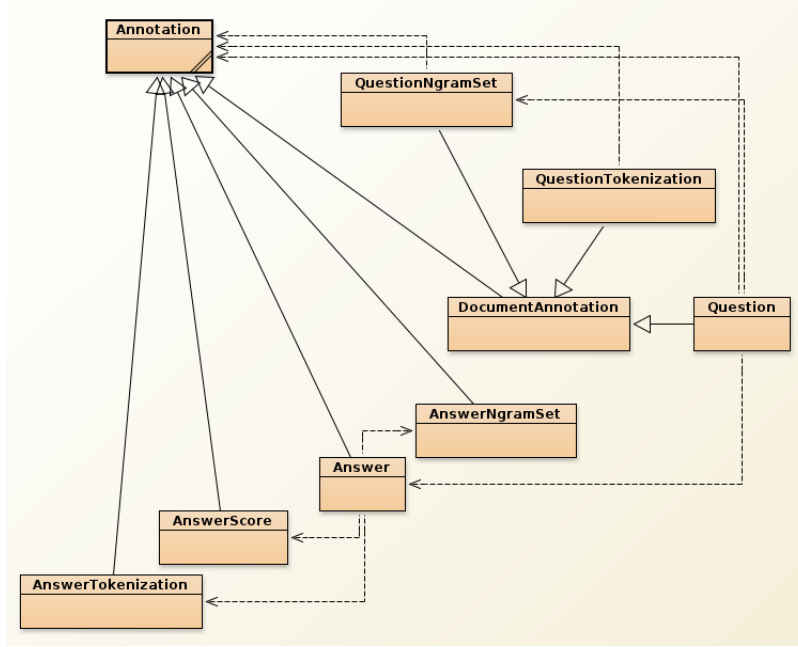 Annotation
QuestionNgramSet
QuestionTokenization
DocumentAnnotation
Question
AnswerNgramSet
Answer
AnswerScore
AnswerTokenization